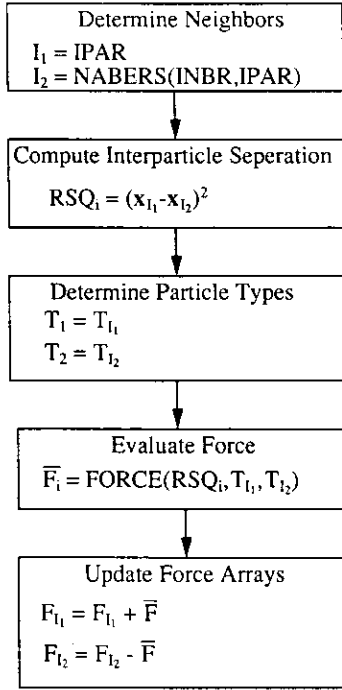 Determine Neighbors
I₁ = IPAR
I₂ = NABERS(INBR,IPAR)
Compute Interparticle Seperation
RSQᵢ = (x_I₁-x_I₂)²
Determine Particle Types
T₁ = T_I₁
T₂ = T_I₂
Evaluate Force
F̅ᵢ = FORCE(RSQᵢ,T_I₁,T_I₂)
Update Force Arrays
F_I₁ = F_I₁ + F̅
F_I₂ = F_I₂ - F̅